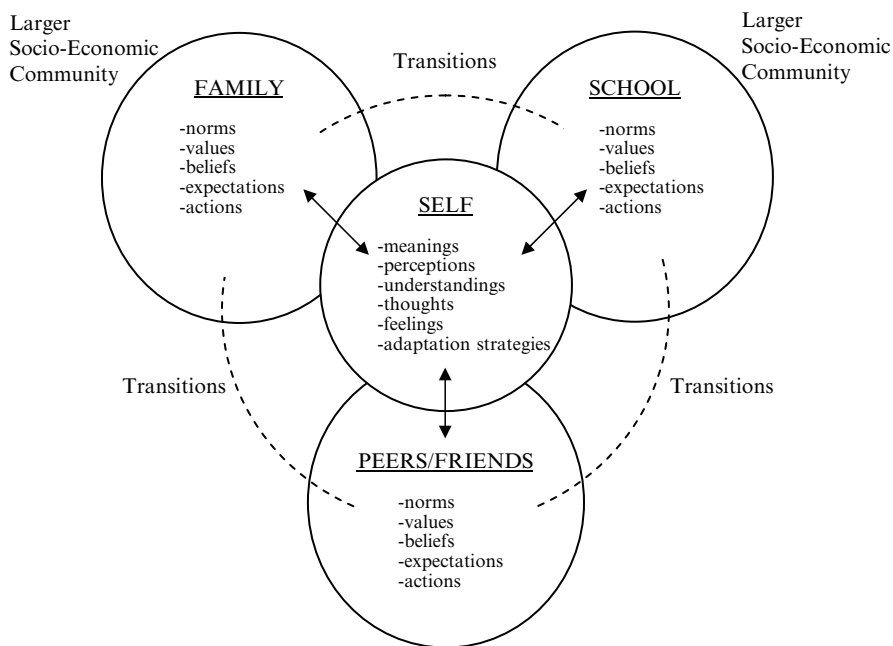 Larger
Socio-Economic
Community
Larger
Socio-Economic
Community
Transitions
FAMILY
-norms
-values
-beliefs
-expectations
-actions
SCHOOL
-norms
-values
-beliefs
-expectations
-actions
SELF
-meanings
-perceptions
-understandings
-thoughts
-feelings
-adaptation strategies
Transitions
Transitions
PEERS/FRIENDS
-norms
-values
-beliefs
-expectations
-actions